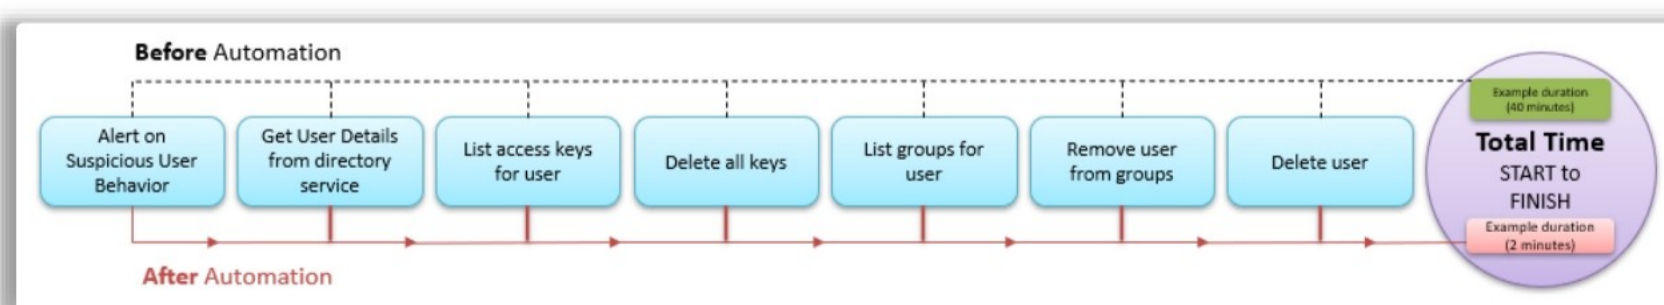 Before Automation
Alert on
Suspicious User
Behavior
Get User Details
from directory
service
List access keys
for user
Delete all keys
List groups for
user
Remove user
from groups
Delete user
Example duration
(40 minutes)
Total Time
START to
FINISH
Example duration
(2 minutes)
After Automation